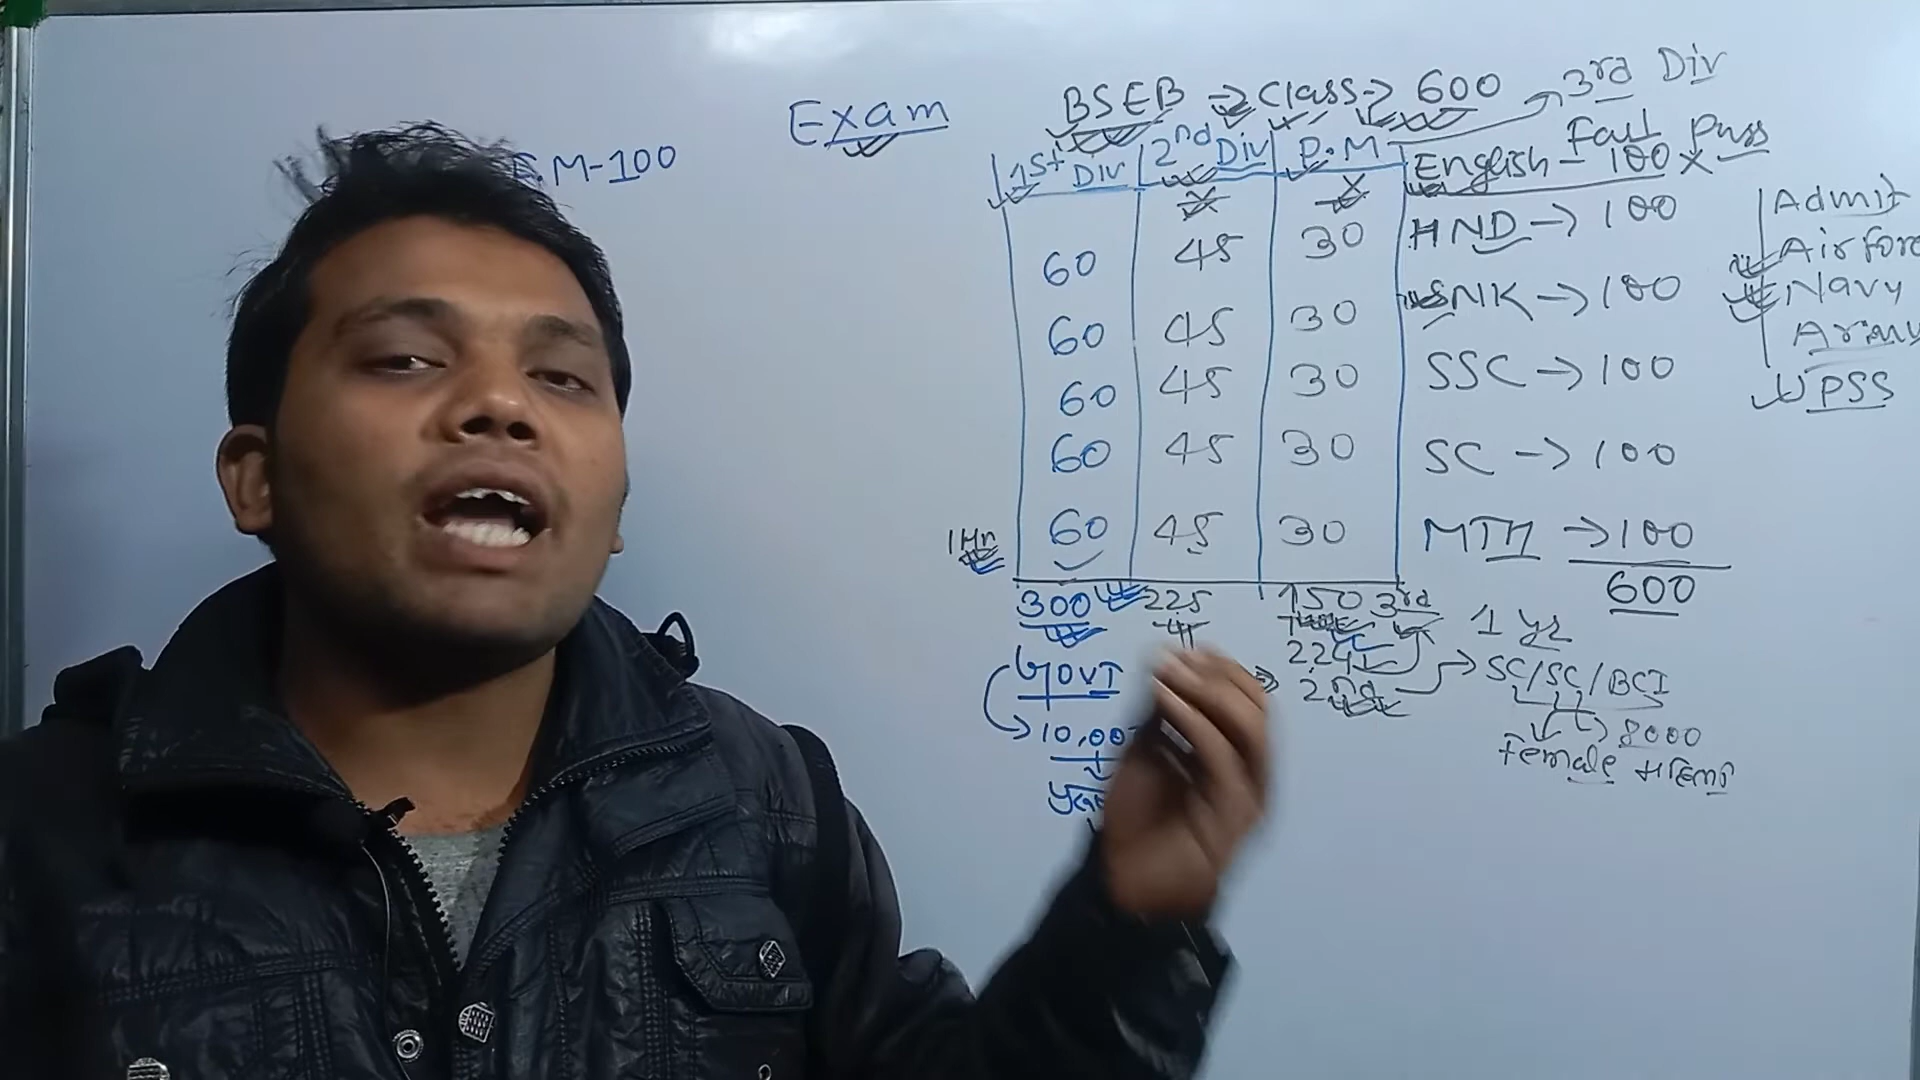 Exam
F.M-100
BSEB → Class → 600 → 3rd Div
1st Div 2nd Div P.M English - 100 X Fail Pass
X X
60 45 30 HND → 100
60 45 30 SNK → 100
60 45 30 SSC → 100
60 45 30 SC → 100
1Hr 60 45 30 MTH → 100
300 225 150 3rd 600
224
2nd → SC/SC/BCI
1 yr
8000
Female
GOVT
10,00
Admit
Airforc
Navy
Army
UPSS